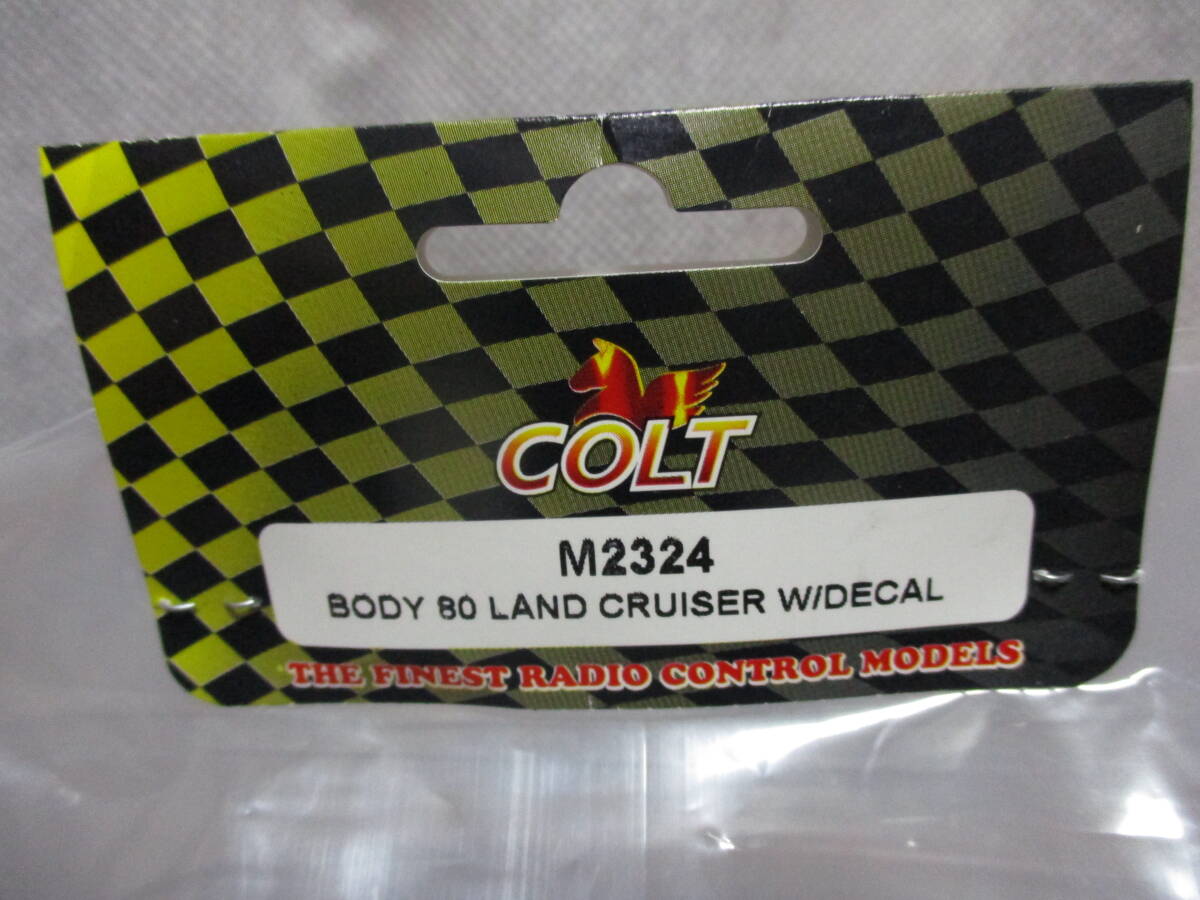 COLT
M2324
BODY 80 LAND CRUISER W/DECAL
THE FINEST RADIO CONTROL MODELS